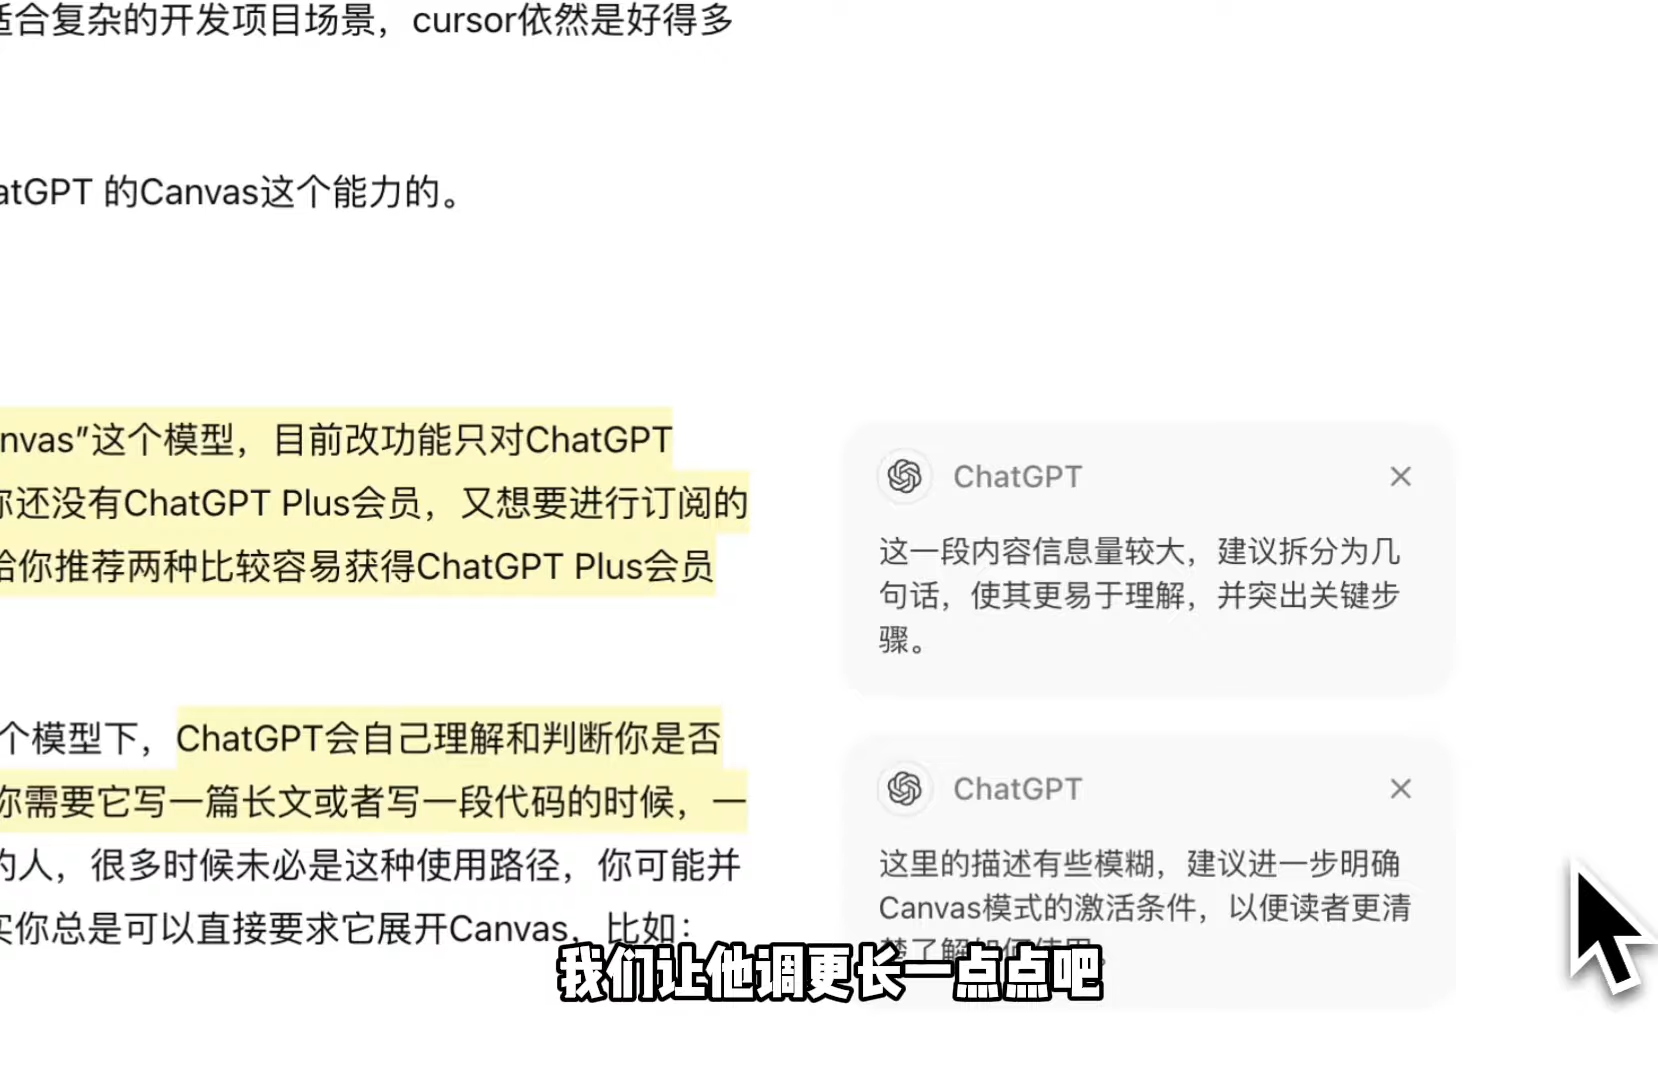 适合复杂的开发项目场景，cursor依然是好得多
atGPT 的Canvas这个能力的。
nvas”这个模型，目前改功能只对ChatGPT
你还没有ChatGPT Plus会员，又想要进行订阅的
给你推荐两种比较容易获得ChatGPT Plus会员
个模型下，ChatGPT会自己理解和判断你是否
你需要它写一篇长文或者写一段代码的时候，一
的人，很多时候未必是这种使用路径，你可能并
实你总是可以直接要求它展开Canvas，比如：
ChatGPT
这一段内容信息量较大，建议拆分为几
句话，使其更易于理解，并突出关键步
骤。
ChatGPT
这里的描述有些模糊，建议进一步明确
Canvas模式的激活条件，以便读者更清
楚了解如何使用。
我们让他调更长一点点吧